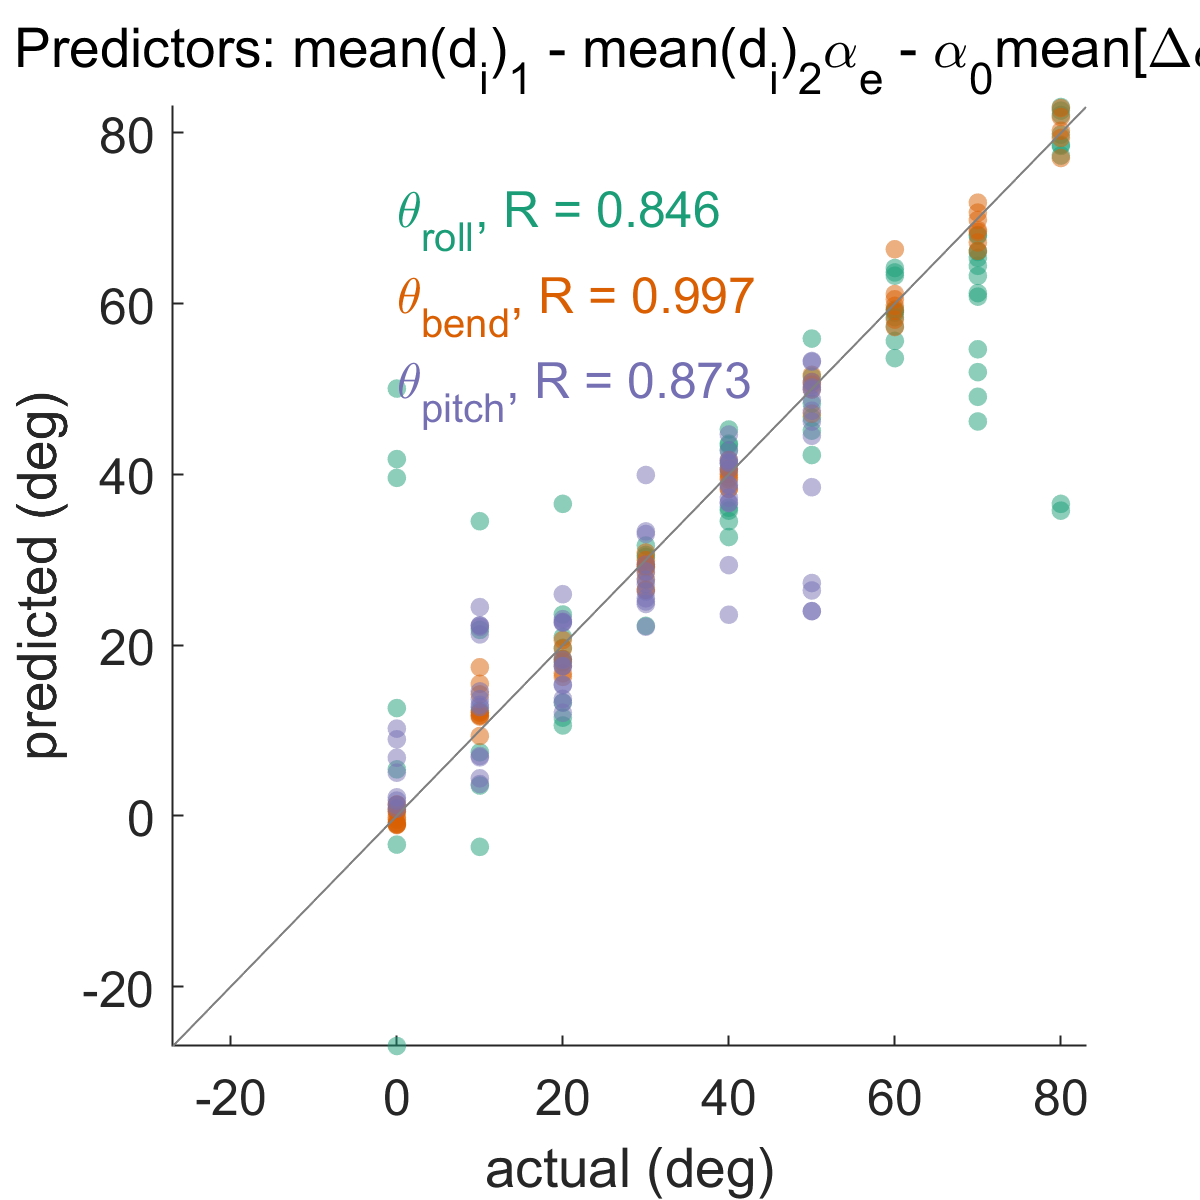 Predictors: mean(d_i)_1 - mean(d_i)_2α_e - α_0mean[Δ
80
θ_roll, R = 0.846
θ_bend, R = 0.997
60
θ_pitch, R = 0.873
40
20
0
-20
predicted (deg)
-20 0 20 40 60 80
actual (deg)